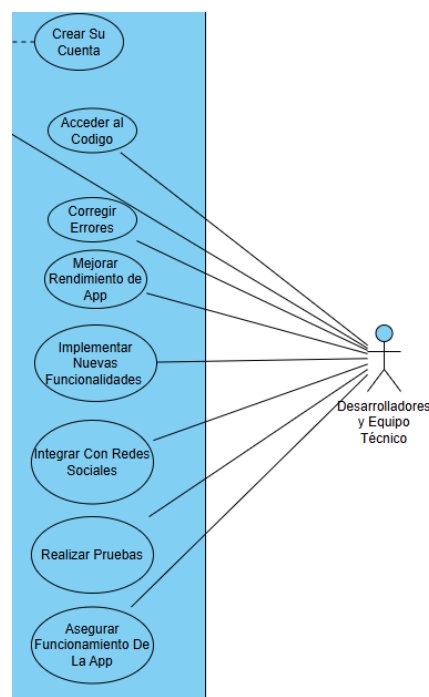 Crear Su
Cuenta
Acceder al
Codigo
Corregir
Errores
Mejorar
Rendimiento de
App
Implementar
Nuevas
Funcionalidades
Desarrolladores
y Equipo
Técnico
Integrar Con Redes
Sociales
Realizar Pruebas
Asegurar
Funcionamiento De
La App